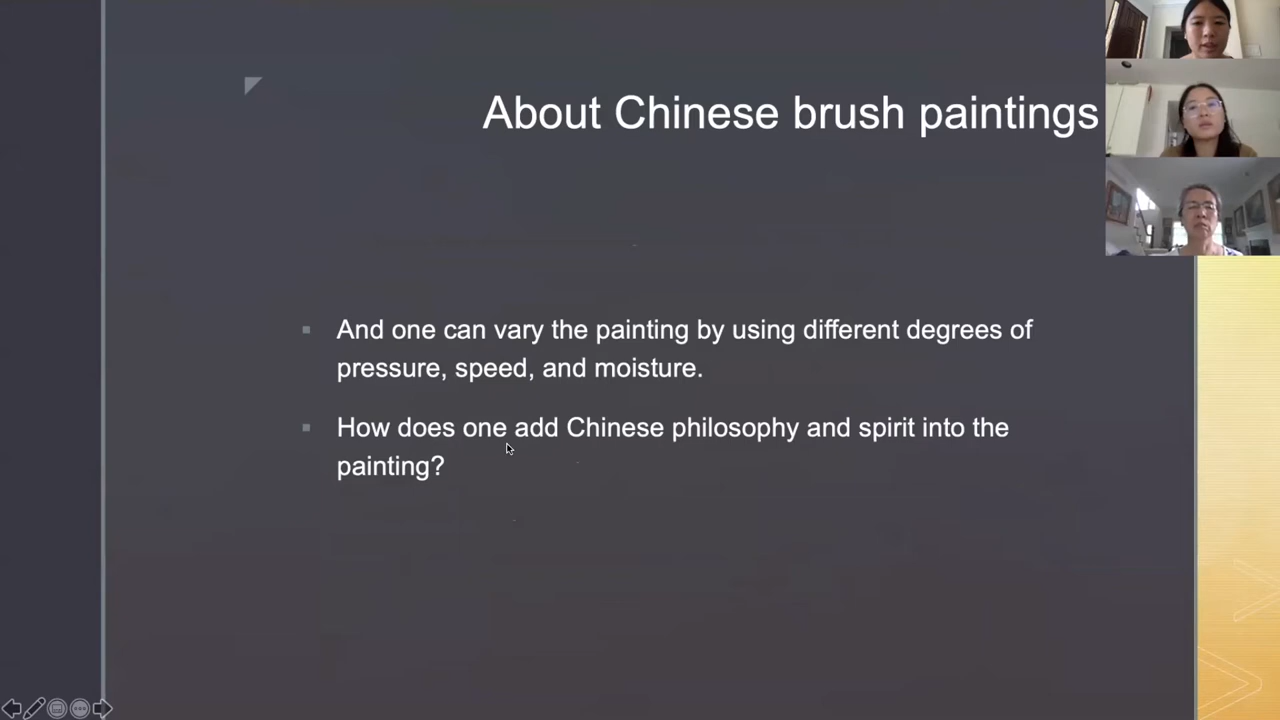 About Chinese brush paintings
And one can vary the painting by using different degrees of
pressure, speed, and moisture.
How does one add Chinese philosophy and spirit into the
painting?